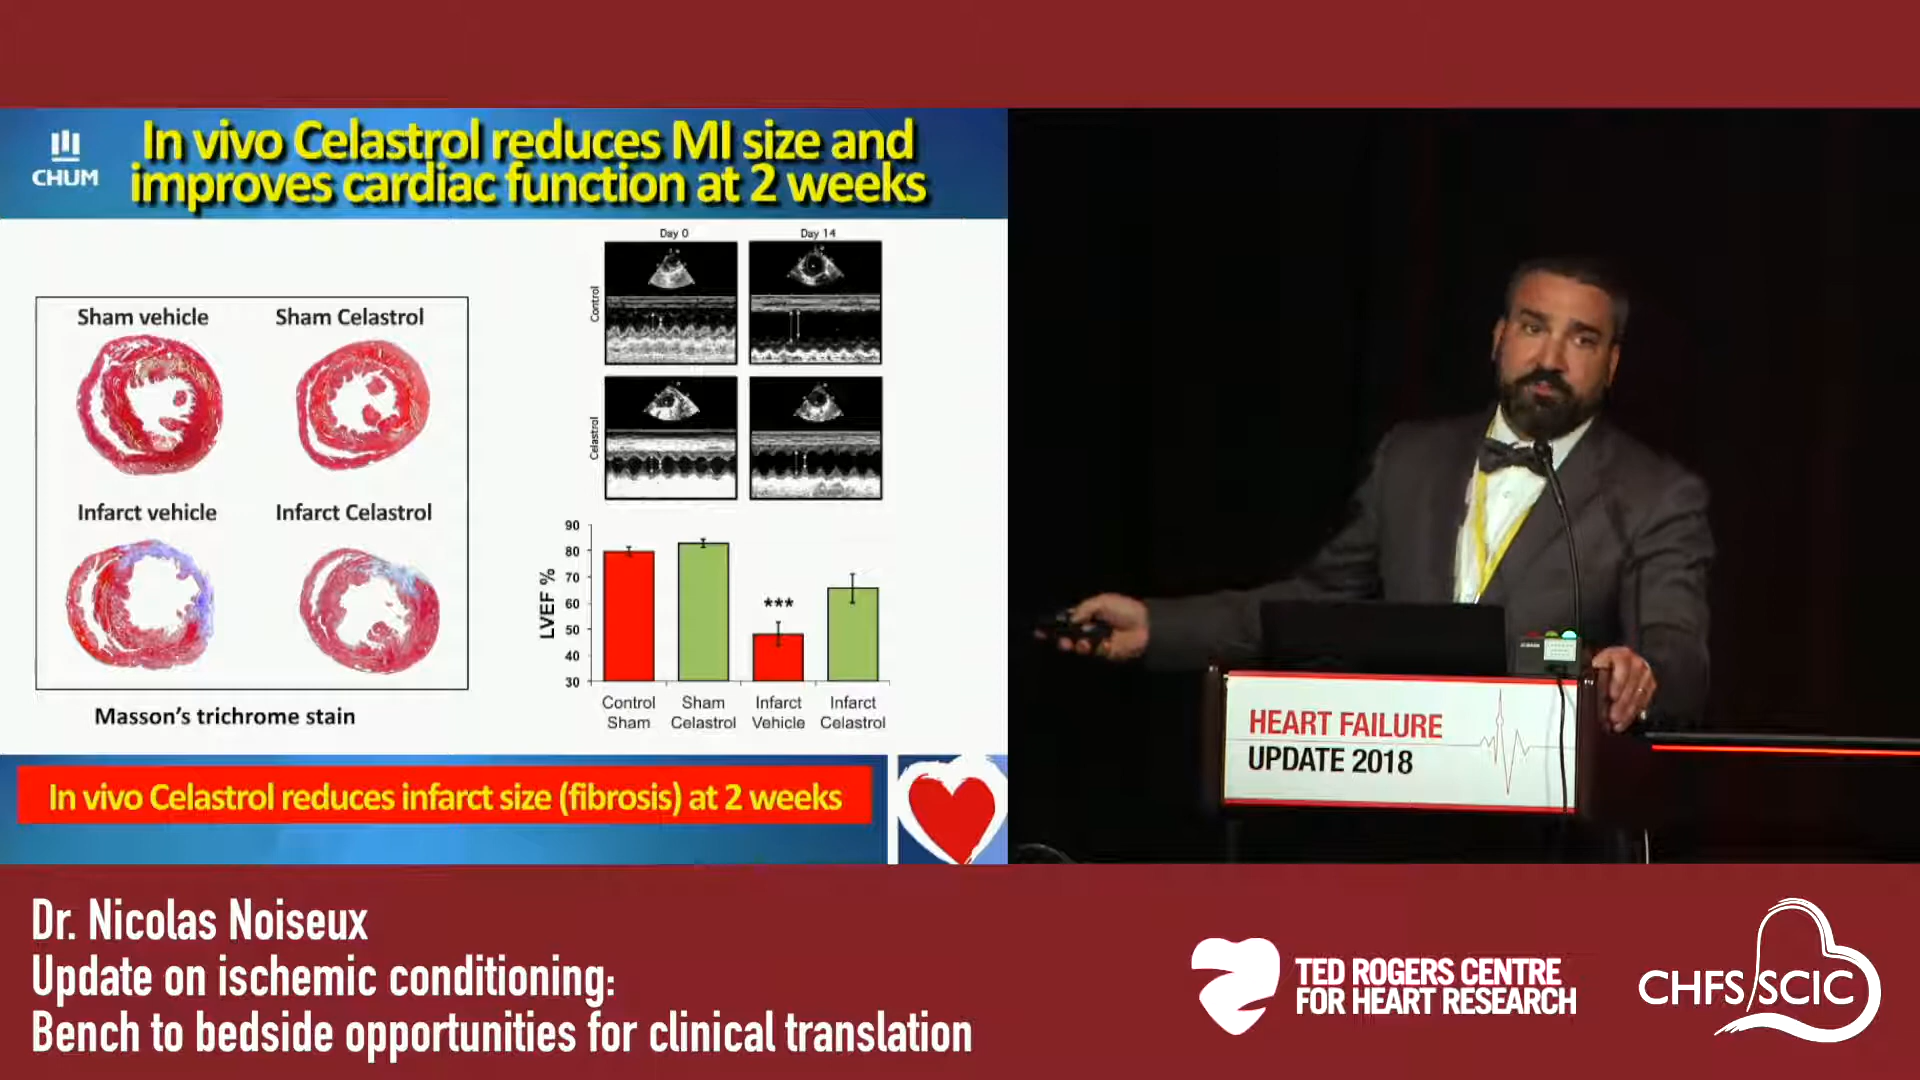 CHUM
In vivo Celastrol reduces MI size and
improves cardiac function at 2 weeks
Sham vehicle
Sham Celastrol
Infarct vehicle
Infarct Celastrol
Masson's trichrome stain
Day 0
Day 14
Control
Celastrol
LVEF %
90
80
70
60
50
40
30
***
Control
Sham
Sham
Celastrol
Infarct
Vehicle
Infarct
Celastrol
In vivo Celastrol reduces infarct size (fibrosis) at 2 weeks
HEART FAILURE
UPDATE 2018
Dr. Nicolas Noiseux
Update on ischemic conditioning:
Bench to bedside opportunities for clinical translation
TED ROGERS CENTRE
FOR HEART RESEARCH
CHFS/SCIC